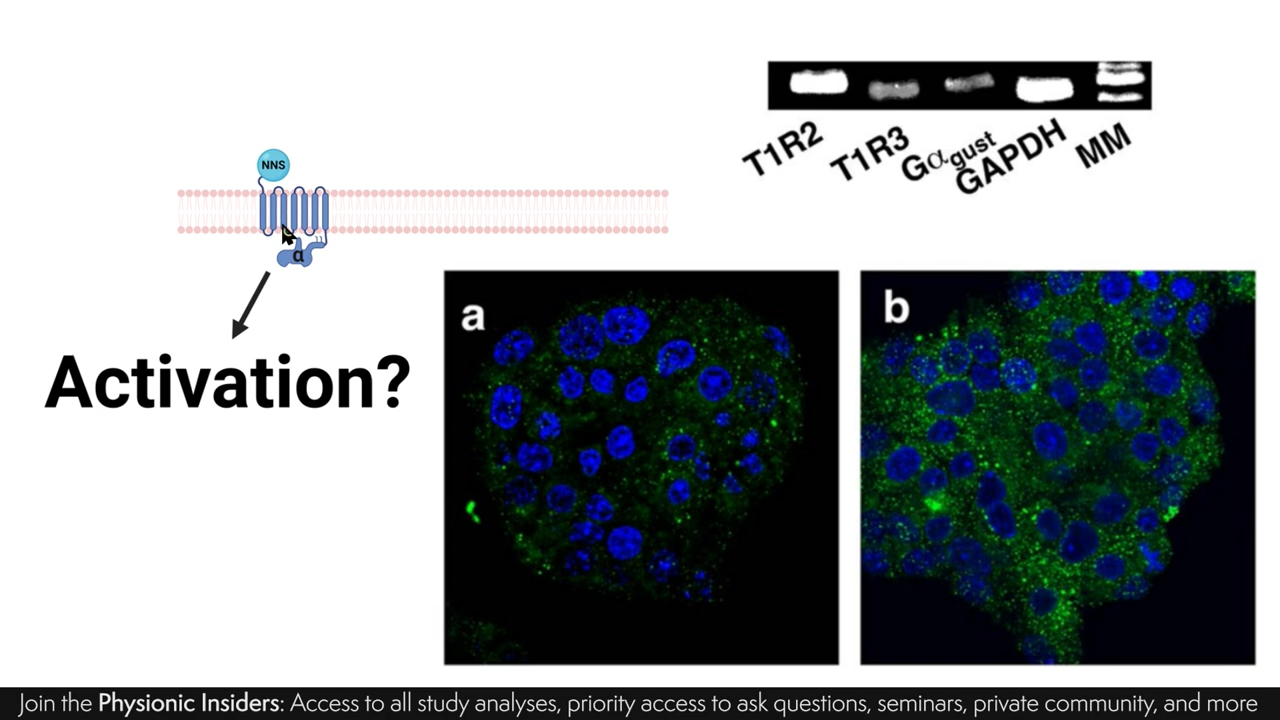 T1R2
T1R3
Gαgust
GAPDH
MM
NNS
α
Activation?
a
b
Join the Physionic Insiders: Access to all study analyses, priority access to ask questions, seminars, private community, and more